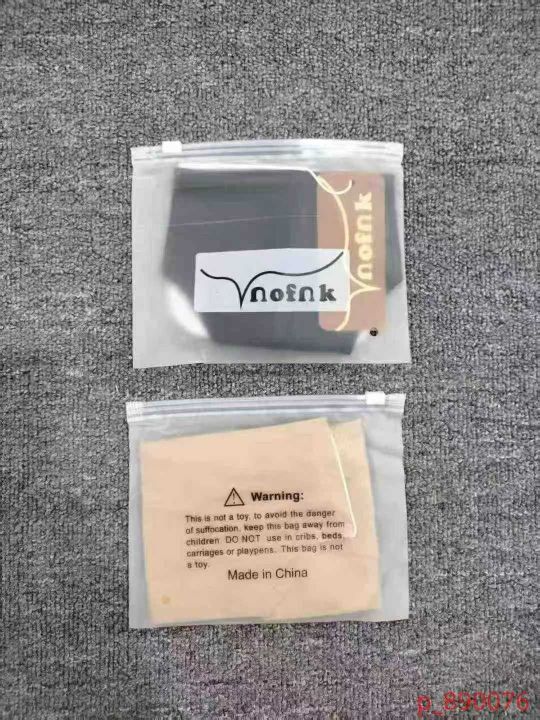 Vnofnk
Vnofnk
Warning:
This is not a toy, to avoid the danger
of suffocation, keep this bag away from
children. DO NOT use in cribs, beds,
carriages or playpens. This bag is not
a toy.
Made in China
p_890076